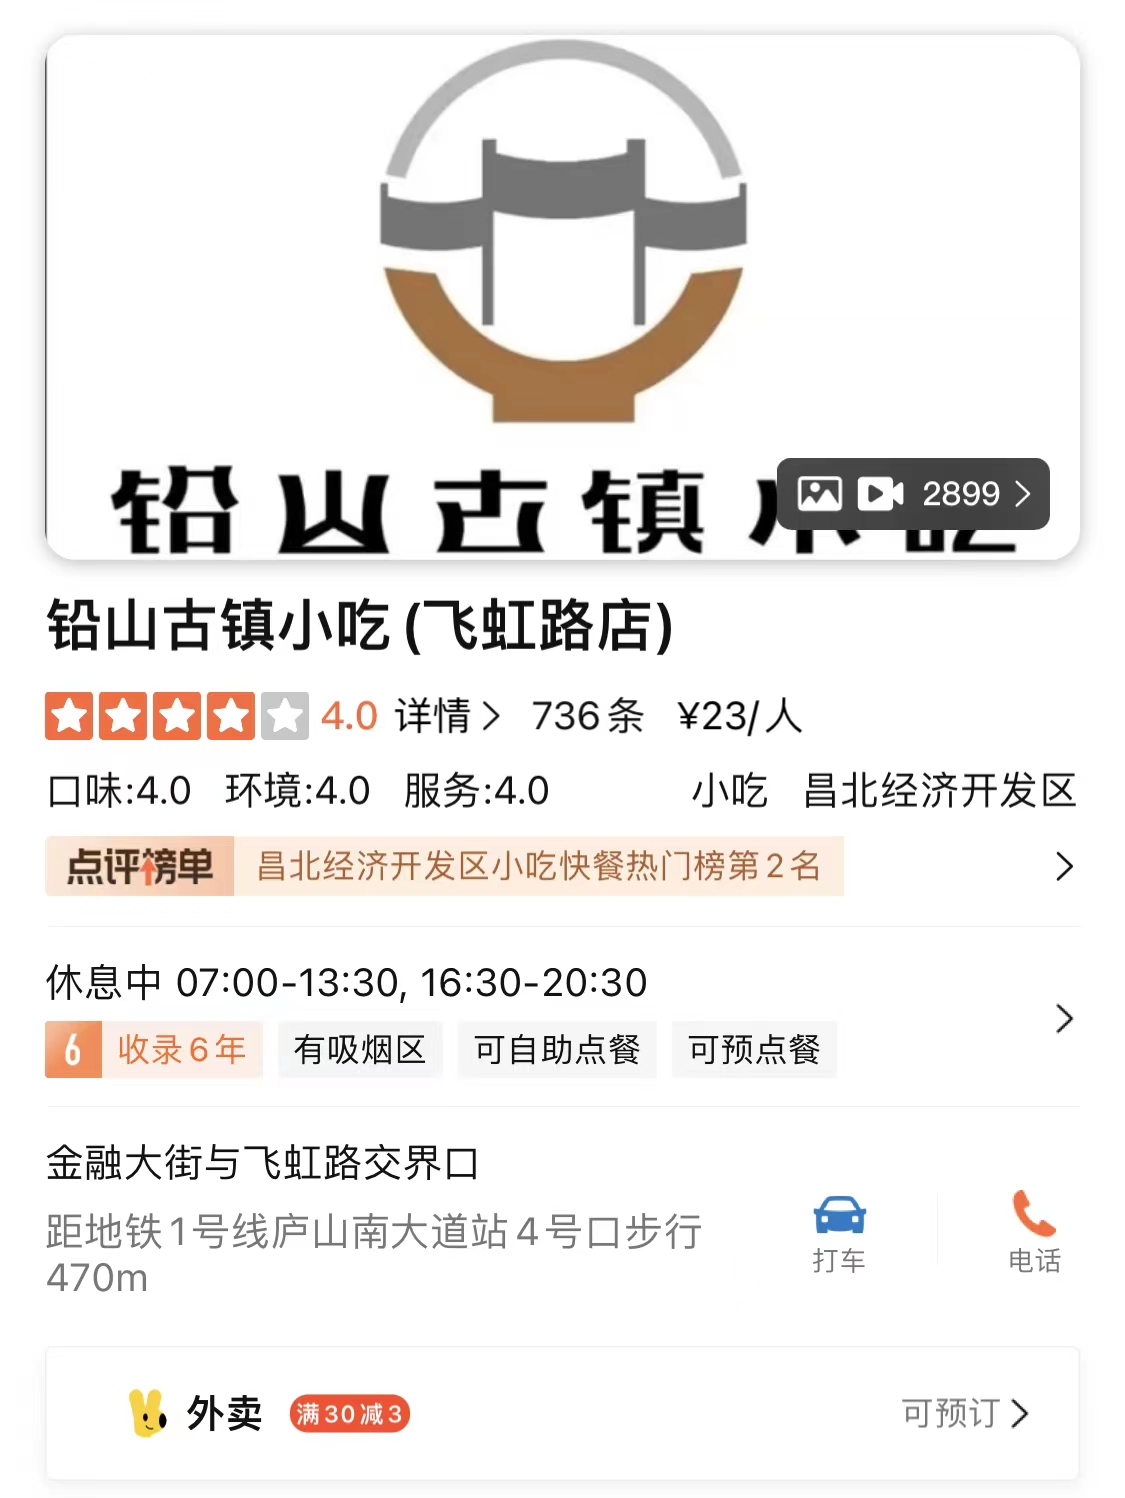 铅山古镇小
2899
铅山古镇小吃(飞虹路店)
4.0 详情 736条 ¥23/人
口味:4.0 环境:4.0 服务:4.0 小吃 昌北经济开发区
点评榜单 昌北经济开发区小吃快餐热门榜第2名
休息中 07:00-13:30, 16:30-20:30
6 收录6年 有吸烟区 可自助点餐 可预点餐
金融大街与飞虹路交界口
距地铁1号线庐山南大道站4号口步行
470m
打车 电话
外卖 满30减3 可预订